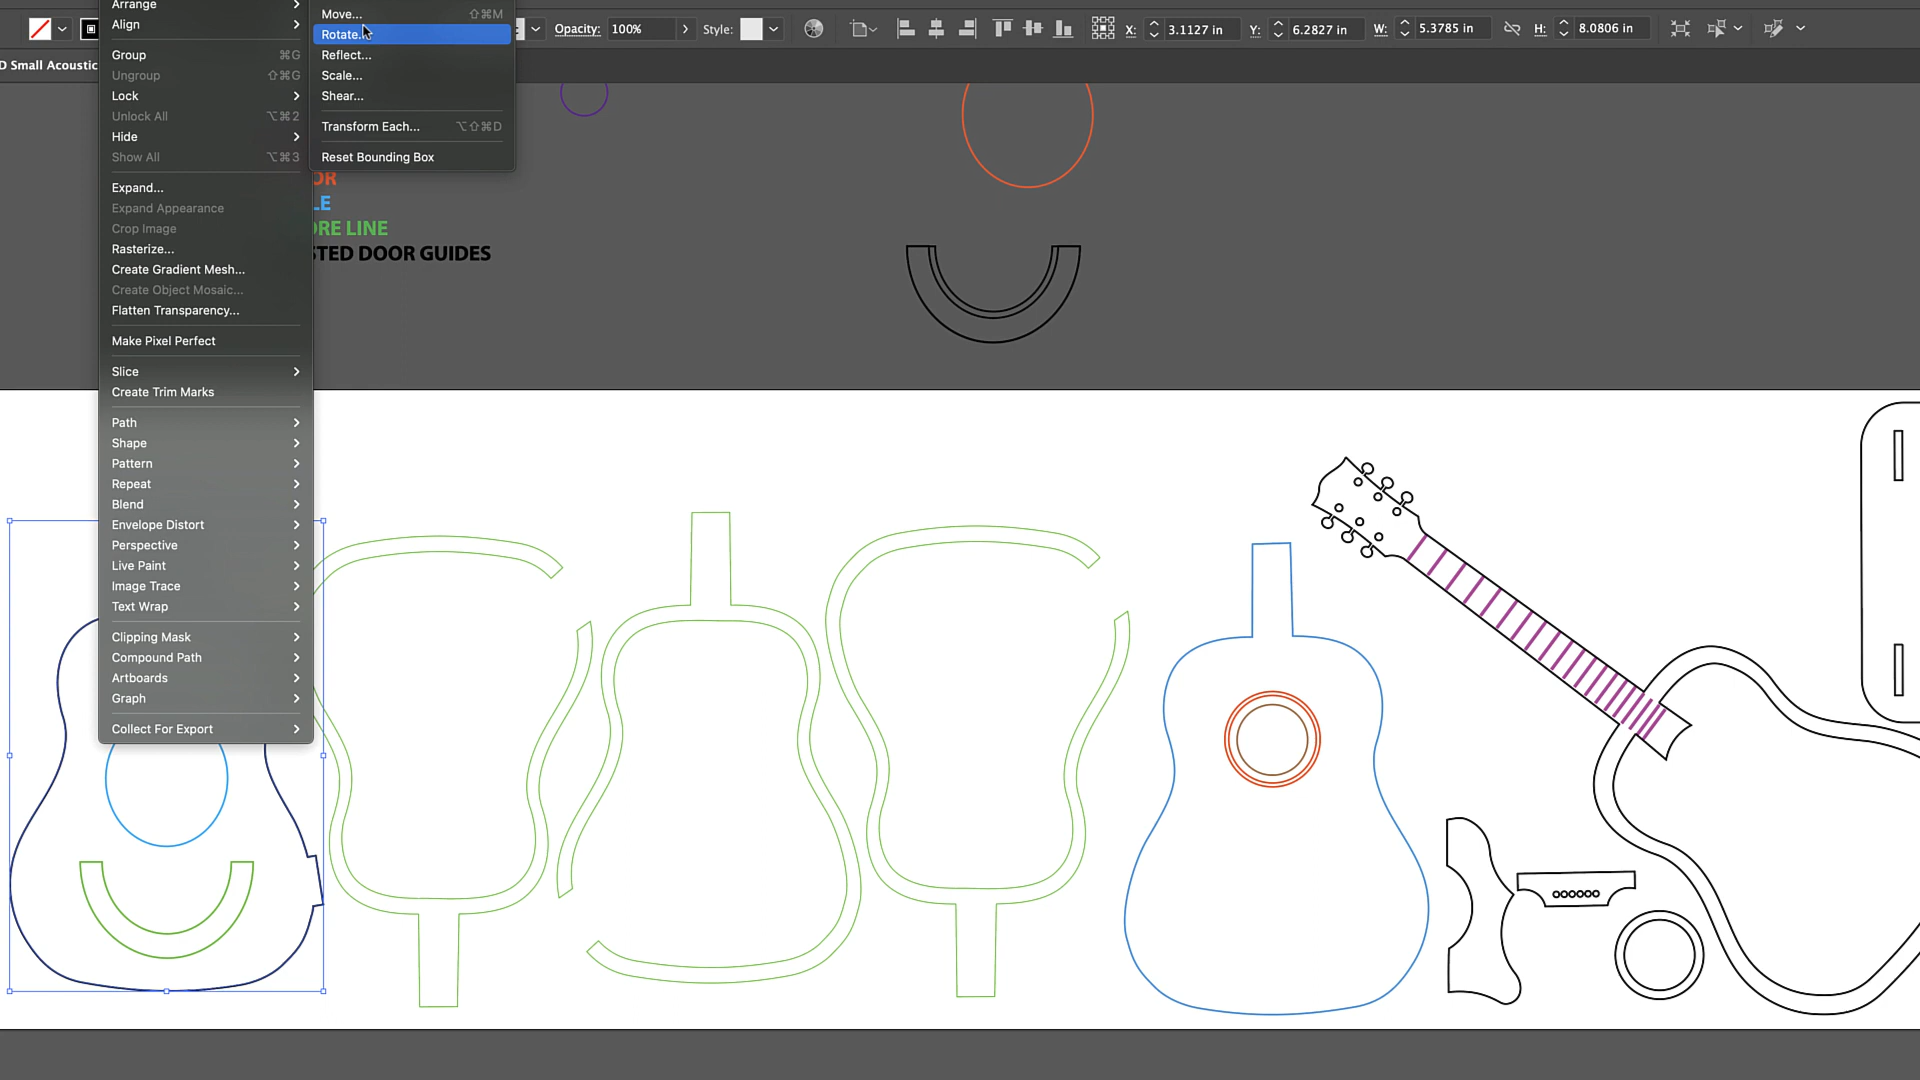 Arrange
Align
Group ⌘G
Ungroup ⇧⌘G
Lock
Unlock All ⌥⌘2
Hide
Show All ⌥⌘3
Expand...
Expand Appearance
Crop Image
Rasterize...
Create Gradient Mesh...
Create Object Mosaic...
Flatten Transparency...
Make Pixel Perfect
Slice
Create Trim Marks
Path
Shape
Pattern
Repeat
Blend
Envelope Distort
Perspective
Live Paint
Image Trace
Text Wrap
Clipping Mask
Compound Path
Artboards
Graph
Collect For Export
Move... ⇧⌘M
Rotate...
Reflect...
Scale...
Shear...
Transform Each... ⌥⇧⌘D
Reset Bounding Box
Opacity: 100% Style: X: 3.1127 in Y: 6.2827 in W: 5.3785 in H: 8.0806 in
D Small Acoustic
OR
LE
ORE LINE
STED DOOR GUIDES